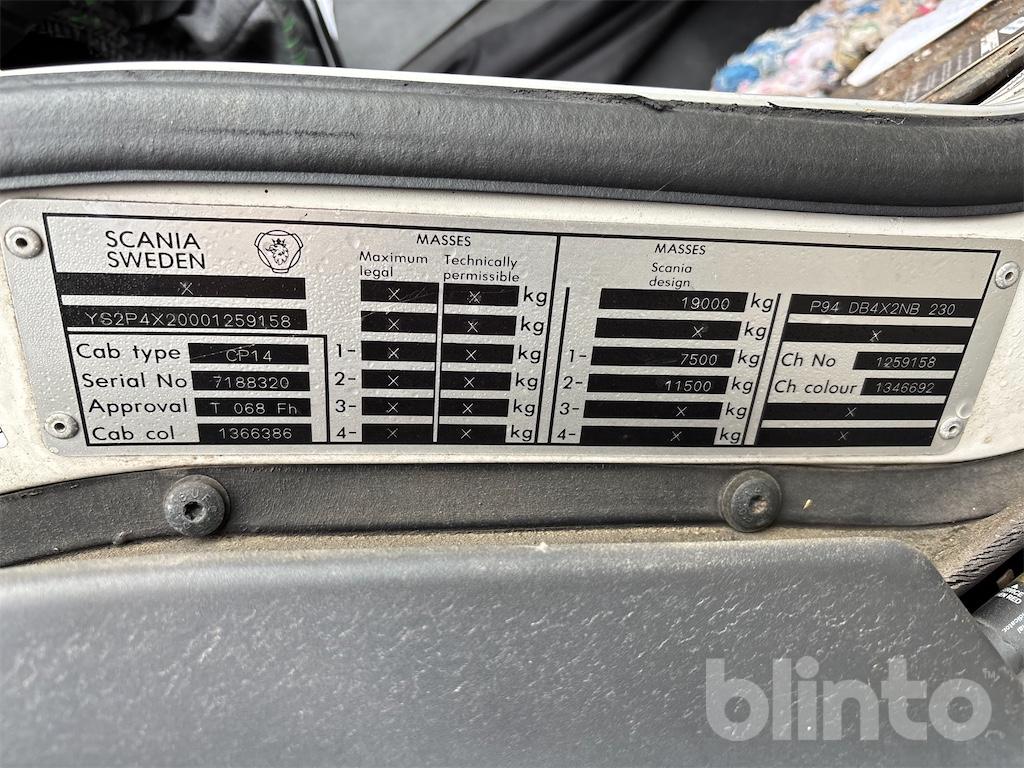 SCANIA
SWEDEN
X
YS2P4X20001259158
Cab type CP14
Serial No 7188320
Approval T 068 Fh
Cab col 1366386
MASSES
Maximum legal Technically permissible
X X kg
X X kg
1- X X kg
2- X X kg
3- X X kg
4- X X kg
MASSES
Scania
design
19000 kg
X kg
1- 7500 kg
2- 11500 kg
3- X kg
4- X kg
P94 DB4X2NB 230
X
Ch No 1259158
Ch colour 1346692
X
X
blinto™